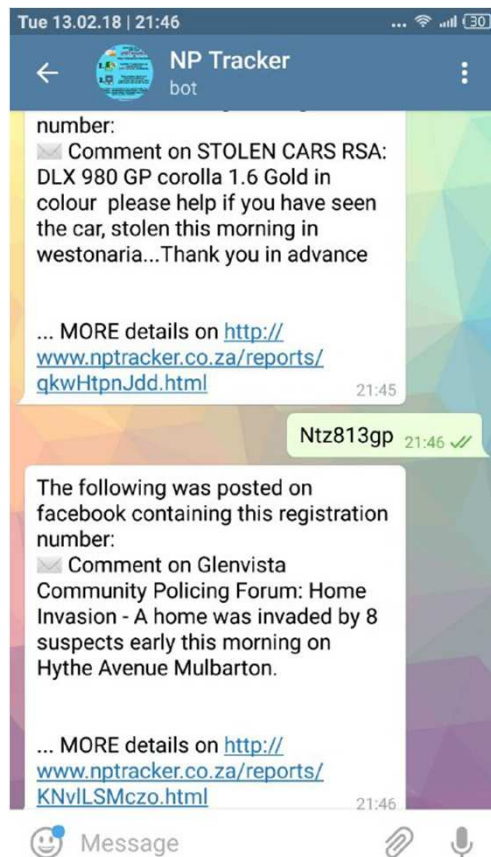 Tue 13.02.18 | 21:46 ... 30
NP Tracker
bot
number:
Comment on STOLEN CARS RSA:
DLX 980 GP corolla 1.6 Gold in
colour please help if you have seen
the car, stolen this morning in
westonaria...Thank you in advance
... MORE details on http://
www.nptracker.co.za/reports/
qkwHtpnJdd.html
21:45
Ntz813gp 21:46
The following was posted on
facebook containing this registration
number:
Comment on Glenvista
Community Policing Forum: Home
Invasion - A home was invaded by 8
suspects early this morning on
Hythe Avenue Mulbarton.
... MORE details on http://
www.nptracker.co.za/reports/
KNvlLSMczo.html
21:46
Message